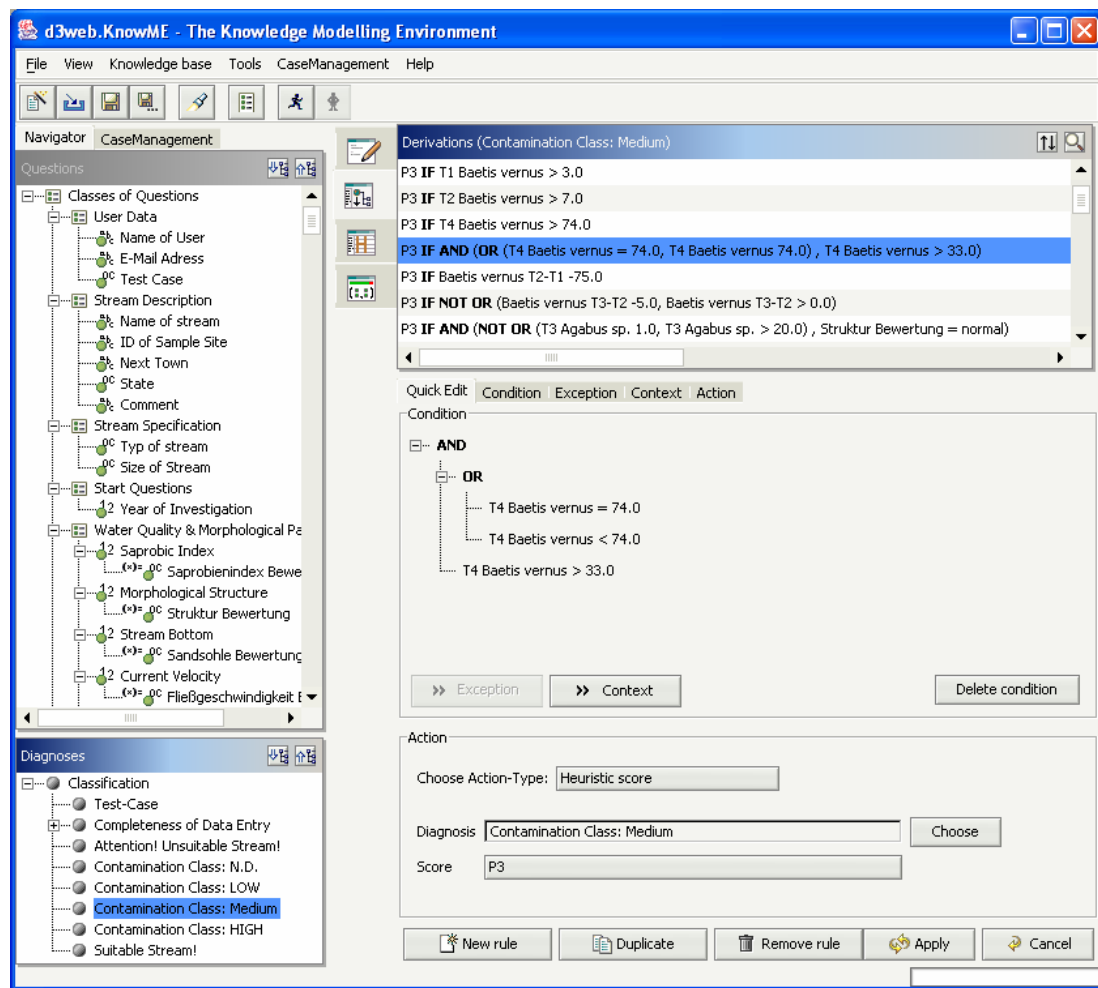 d3web.KnowME - The Knowledge Modelling Environment
File View Knowledge base Tools CaseManagement Help
Navigator CaseManagement
Questions
Classes of Questions
User Data
Name of User
E-Mail Adress
Test Case
Stream Description
Name of stream
ID of Sample Site
Next Town
State
Comment
Stream Specification
Typ of stream
Size of Stream
Start Questions
Year of Investigation
Water Quality & Morphological Pa
Saprobic Index
Saprobienindex Bewe
Morphological Structure
Struktur Bewertung
Stream Bottom
Sandsohle Bewertung
Current Velocity
Fließgeschwindigkeit B
Diagnoses
Classification
Test-Case
Completeness of Data Entry
Attention! Unsuitable Stream!
Contamination Class: N.D.
Contamination Class: LOW
Contamination Class: Medium
Contamination Class: HIGH
Suitable Stream!
Derivations (Contamination Class: Medium)
P3 IF T1 Baetis vernus > 3.0
P3 IF T2 Baetis vernus > 7.0
P3 IF T4 Baetis vernus > 74.0
P3 IF AND (OR (T4 Baetis vernus = 74.0, T4 Baetis vernus 74.0) , T4 Baetis vernus > 33.0)
P3 IF Baetis vernus T2-T1 -75.0
P3 IF NOT OR (Baetis vernus T3-T2 -5.0, Baetis vernus T3-T2 > 0.0)
P3 IF AND (NOT OR (T3 Agabus sp. 1.0, T3 Agabus sp. > 20.0) , Struktur Bewertung = normal)
Quick Edit Condition Exception Context Action
Condition
AND
OR
T4 Baetis vernus = 74.0
T4 Baetis vernus < 74.0
T4 Baetis vernus > 33.0
>> Exception >> Context Delete condition
Action
Choose Action-Type: Heuristic score
Diagnosis Contamination Class: Medium Choose
Score P3
New rule Duplicate Remove rule Apply Cancel